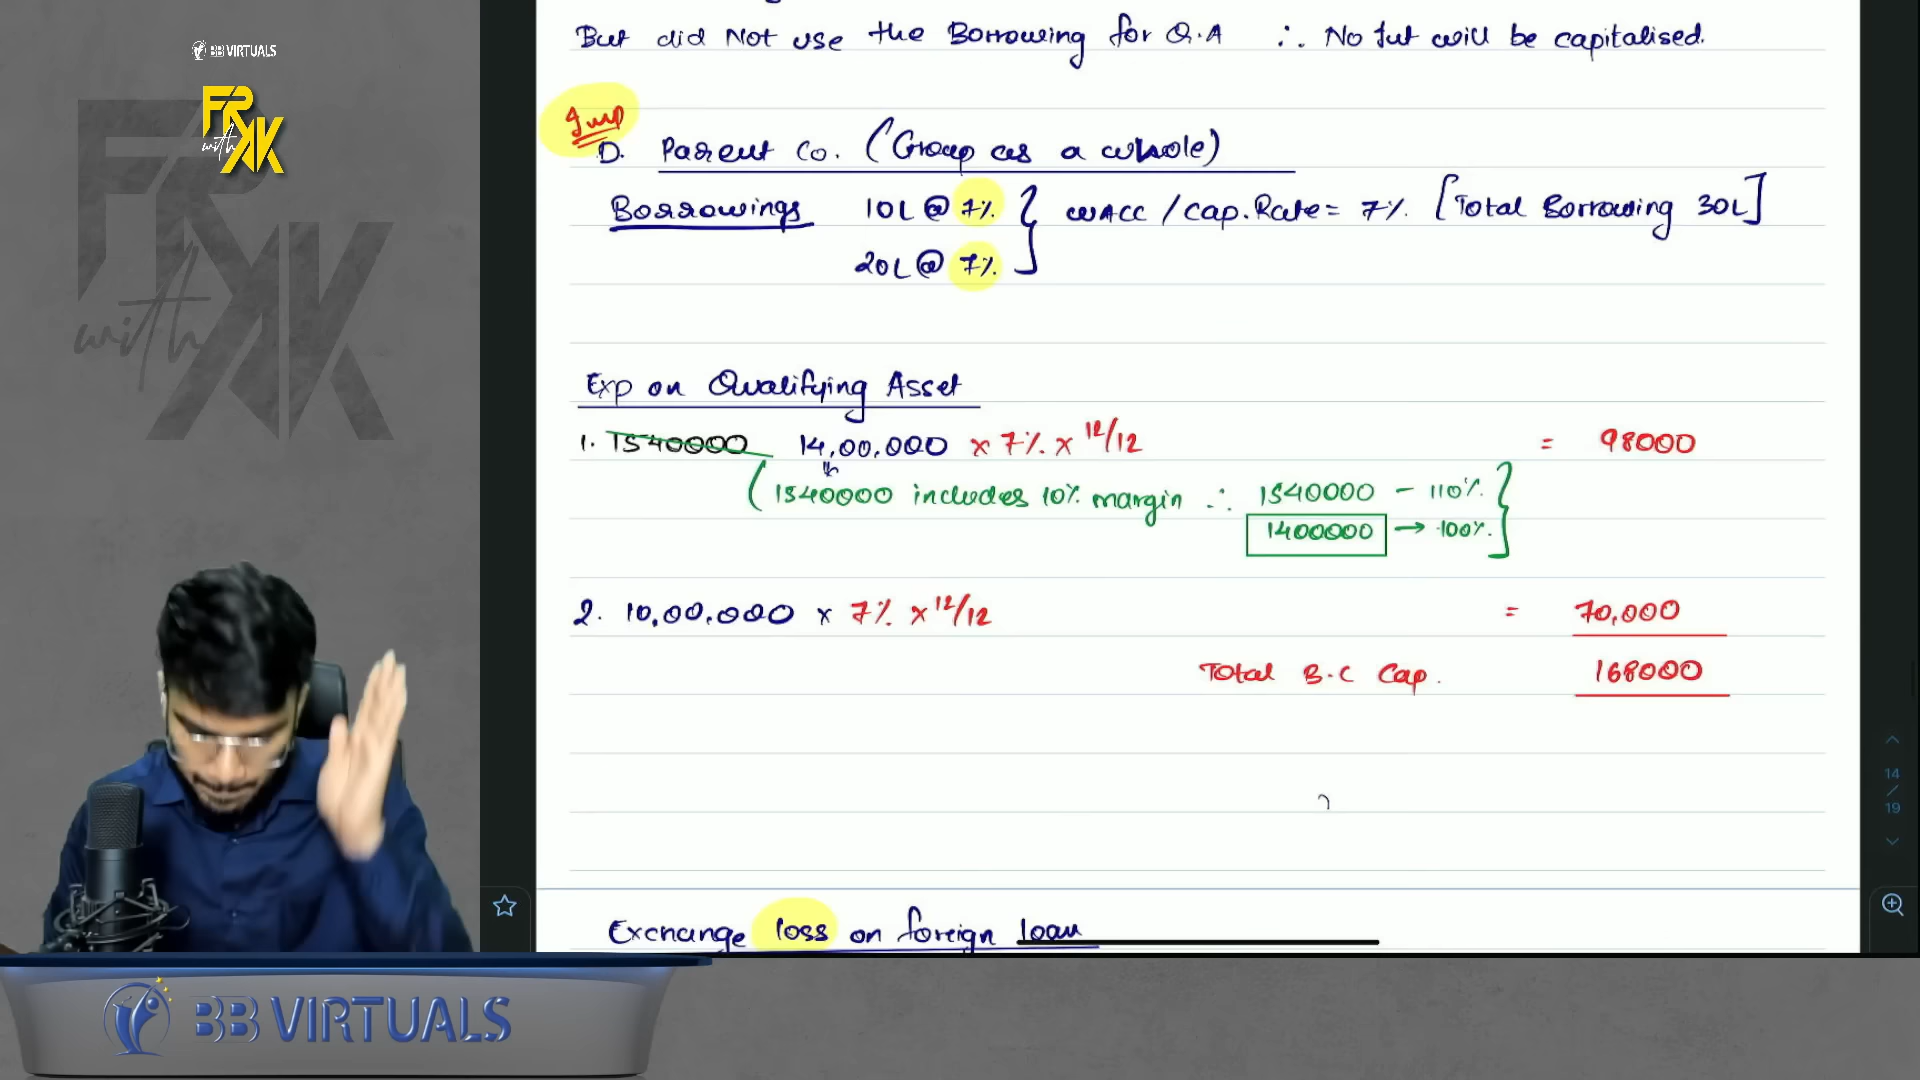 BB VIRTUALS
FR
with
KK
But did Not use the Borrowing for Q.A ∴ No Int will be capitalised.
Imp
D. Parent Co. (Group as a whole)
Borrowings 10L @ 7% } WACC / Cap. Rate = 7% [Total Borrowing 30L]
20L @ 7%
Exp on Qualifying Asset
1. 1540000 14,00,000 x 7% x 12/12 = 98000
(1540000 includes 10% margin ∴ 1540000 - 110% }
1400000 → 100%
2. 10,00,000 x 7% x 12/12 = 70,000
Total B.C Cap. 168000
14
/
19
Exchange loss on foreign loan
BB VIRTUALS